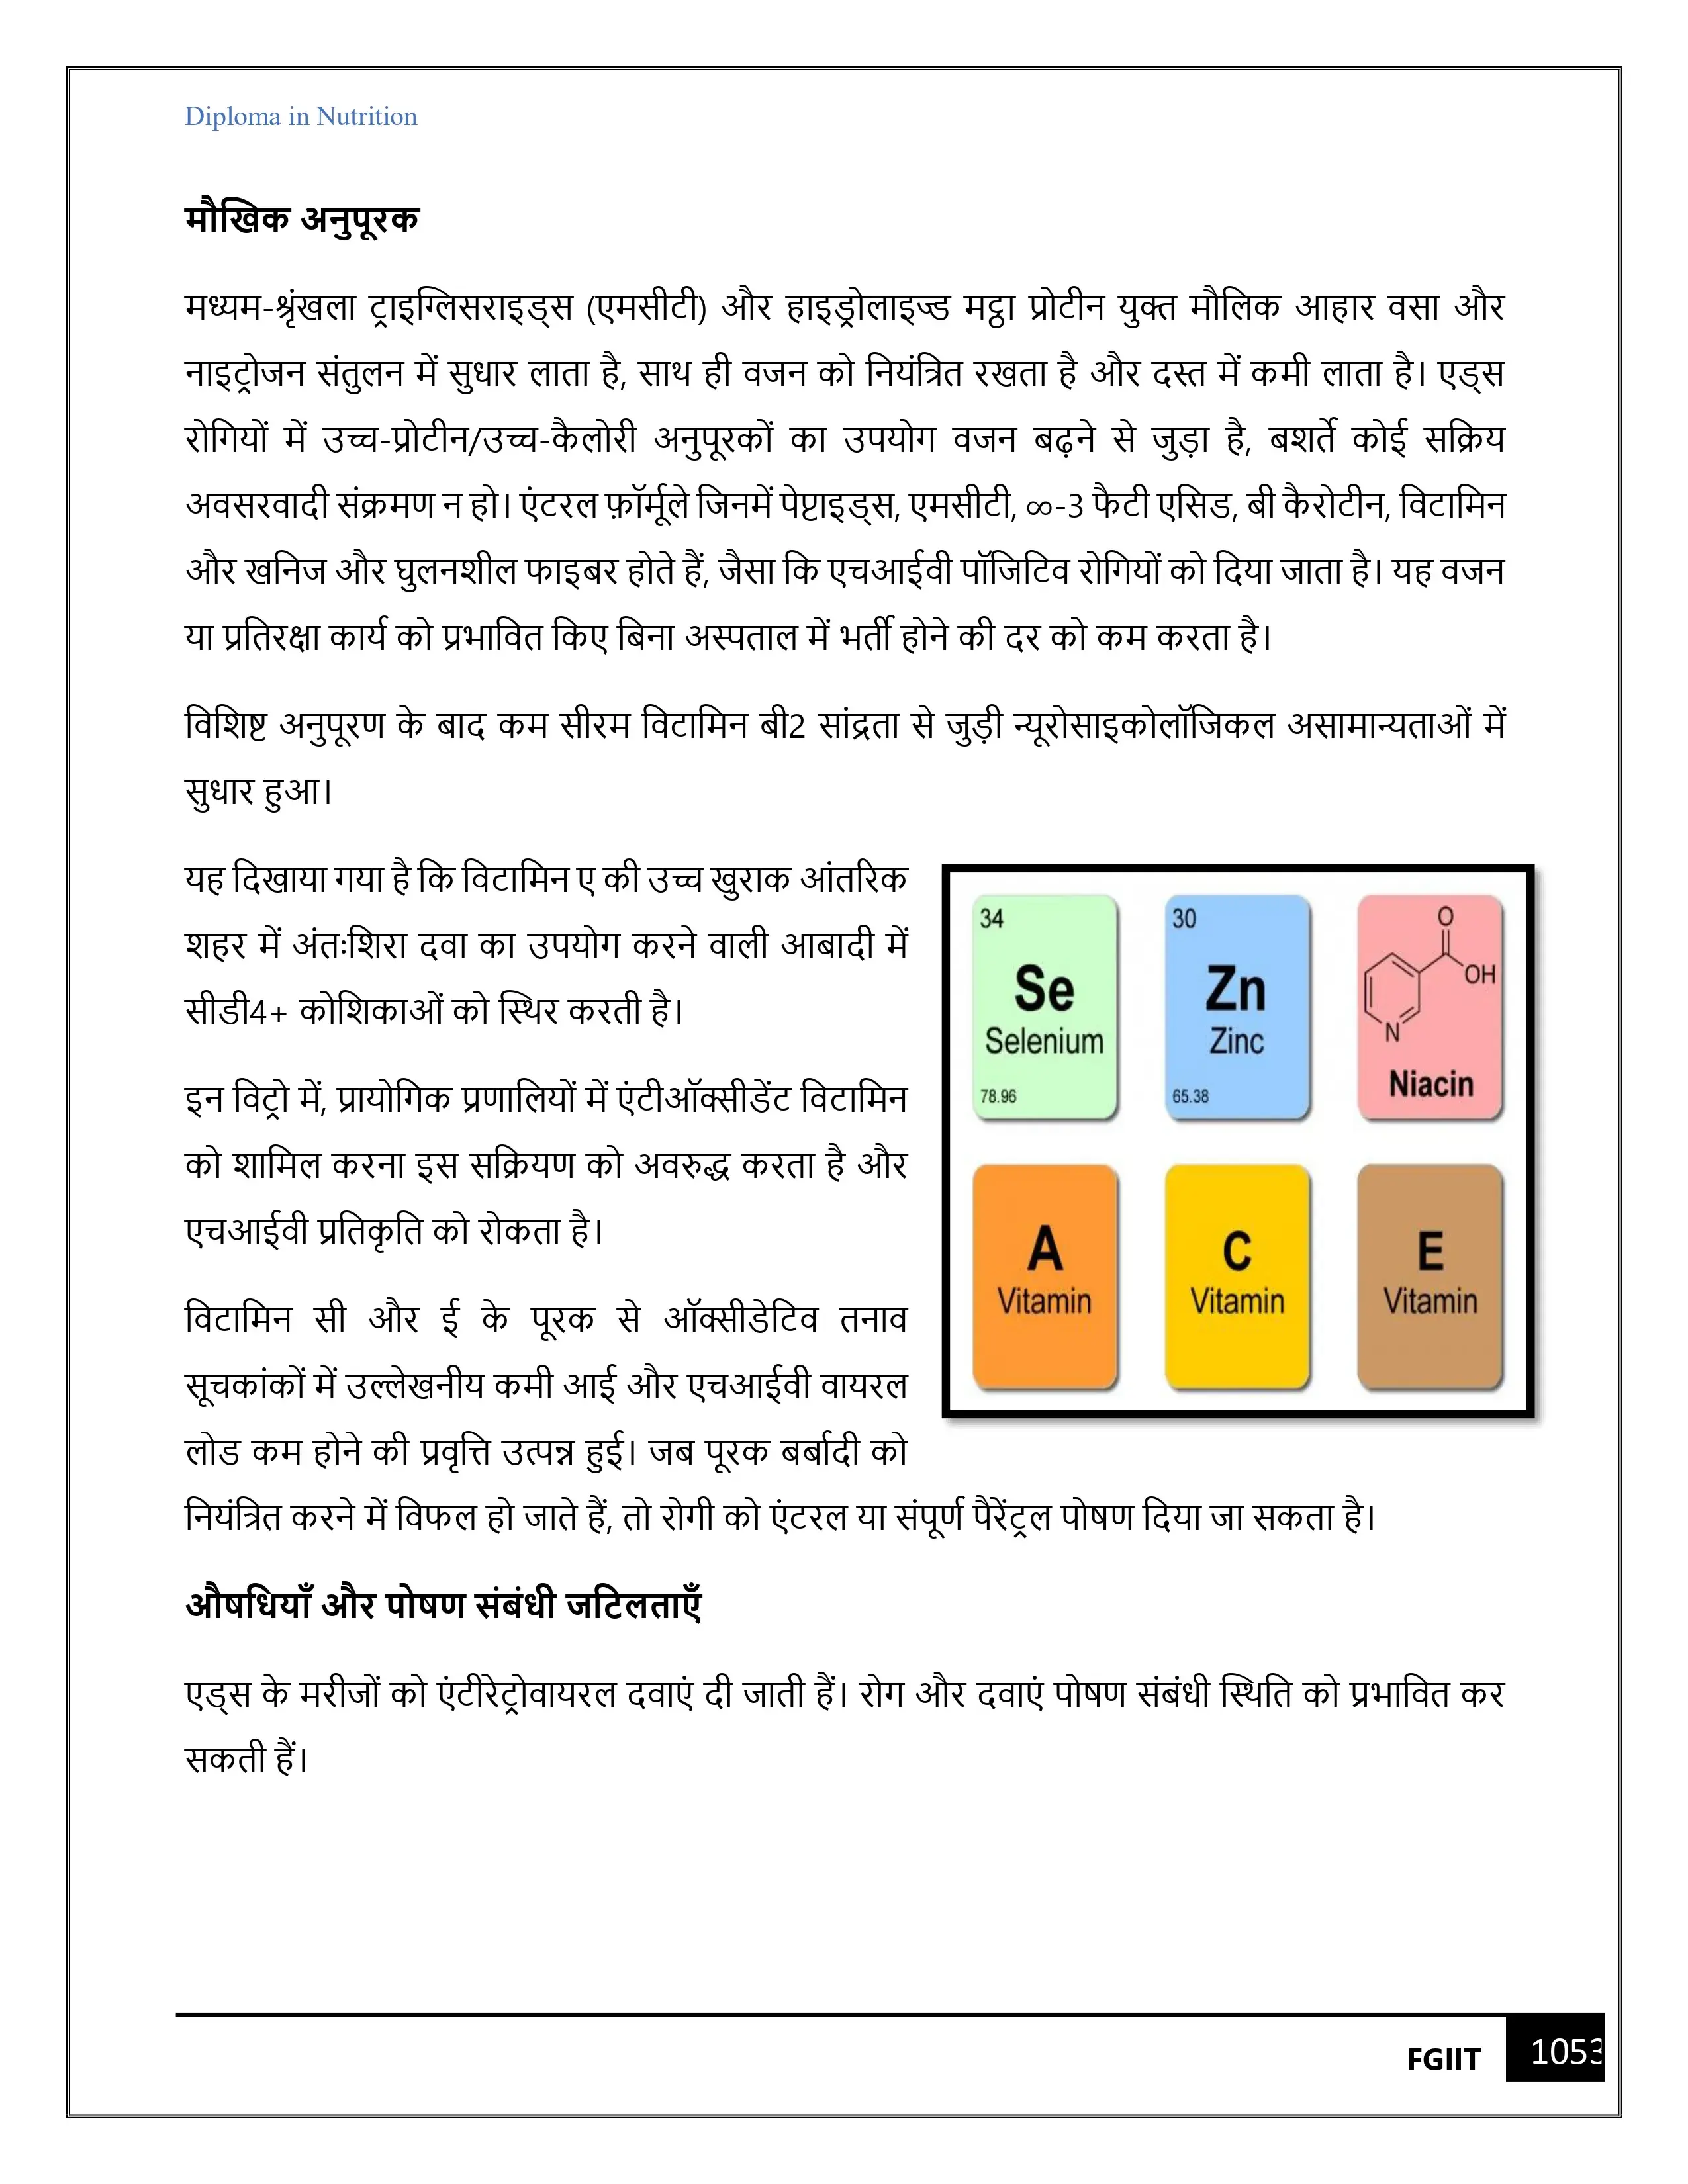 Diploma in Nutrition
मौखिक अनुपूरक
मध्यम-श्रृंखला ट्राइग्लिसराइड्स (एमसीटी) और हाइड्रोलाइज्ड मट्ठा प्रोटीन युक्त मौलिक आहार वसा और
नाइट्रोजन संतुलन में सुधार लाता है, साथ ही वजन को नियंत्रित रखता है और दस्त में कमी लाता है। एड्स
रोगियों में उच्च-प्रोटीन/उच्च-कैलोरी अनुपूरकों का उपयोग वजन बढ़ने से जुड़ा है, बशर्ते कोई सक्रिय
अवसरवादी संक्रमण न हो। एंटरल फ़ॉर्मूले जिनमें पेप्टाइड्स, एमसीटी, ∞-3 फैटी एसिड, बी कैरोटीन, विटामिन
और खनिज और घुलनशील फाइबर होते हैं, जैसा कि एचआईवी पॉजिटिव रोगियों को दिया जाता है। यह वजन
या प्रतिरक्षा कार्य को प्रभावित किए बिना अस्पताल में भर्ती होने की दर को कम करता है।
विशिष्ट अनुपूरण के बाद कम सीरम विटामिन बी2 सांद्रता से जुड़ी न्यूरोसाइकोलॉजिकल असामान्यताओं में
सुधार हुआ।
यह दिखाया गया है कि विटामिन ए की उच्च खुराक आंतरिक
शहर में अंतःशिरा दवा का उपयोग करने वाली आबादी में
सीडी4+ कोशिकाओं को स्थिर करती है।
इन विट्रो में, प्रायोगिक प्रणालियों में एंटीऑक्सीडेंट विटामिन
को शामिल करना इस सक्रियण को अवरुद्ध करता है और
एचआईवी प्रतिकृति को रोकता है।
विटामिन सी और ई के पूरक से ऑक्सीडेटिव तनाव
सूचकांकों में उल्लेखनीय कमी आई और एचआईवी वायरल
लोड कम होने की प्रवृत्ति उत्पन्न हुई। जब पूरक बर्बादी को
नियंत्रित करने में विफल हो जाते हैं, तो रोगी को एंटरल या संपूर्ण पैरेंट्रल पोषण दिया जा सकता है।
34
Se
Selenium
78.96
30
Zn
Zinc
65.38
O
OH
N
Niacin
A
Vitamin
C
Vitamin
E
Vitamin
औषधियाँ और पोषण संबंधी जटिलताएँ
एड्स के मरीजों को एंटीरेट्रोवायरल दवाएं दी जाती हैं। रोग और दवाएं पोषण संबंधी स्थिति को प्रभावित कर
सकती हैं।
FGIIT 1053